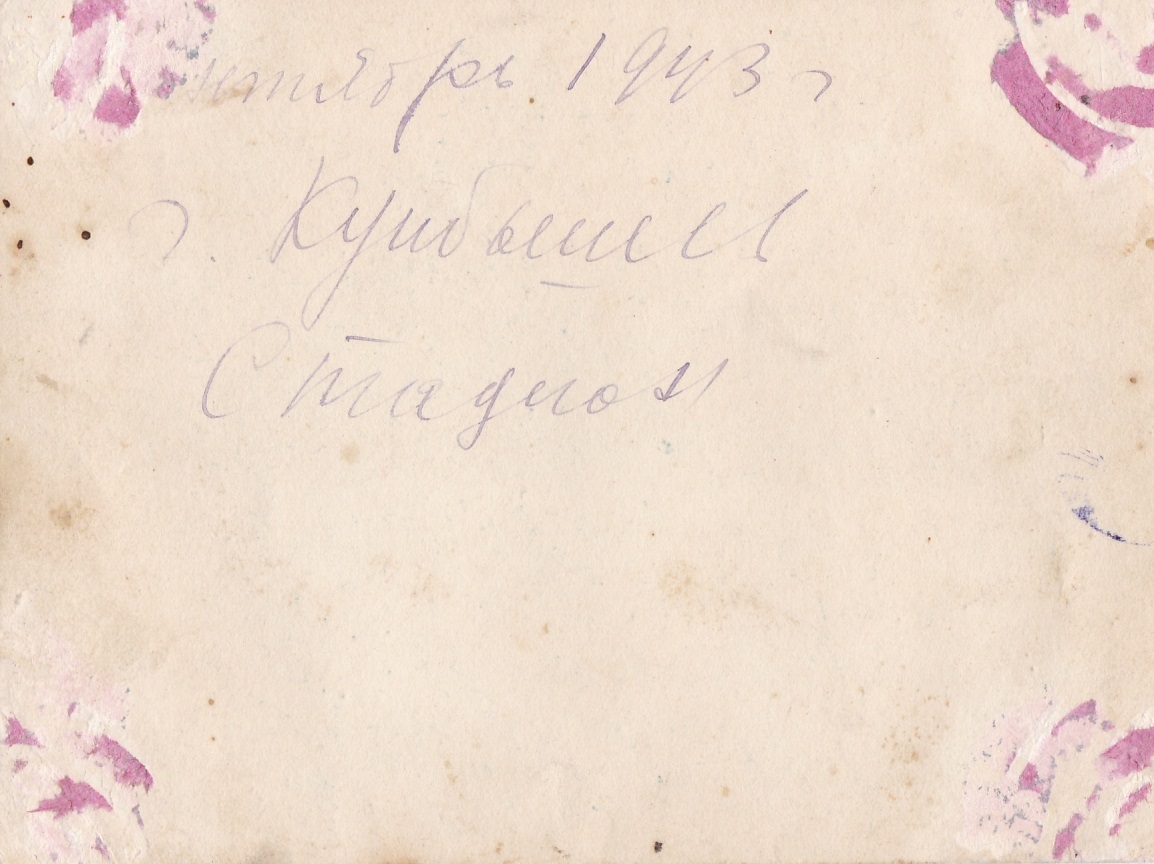 нтябрь 1943 г
г. Куйбышев
Стадион